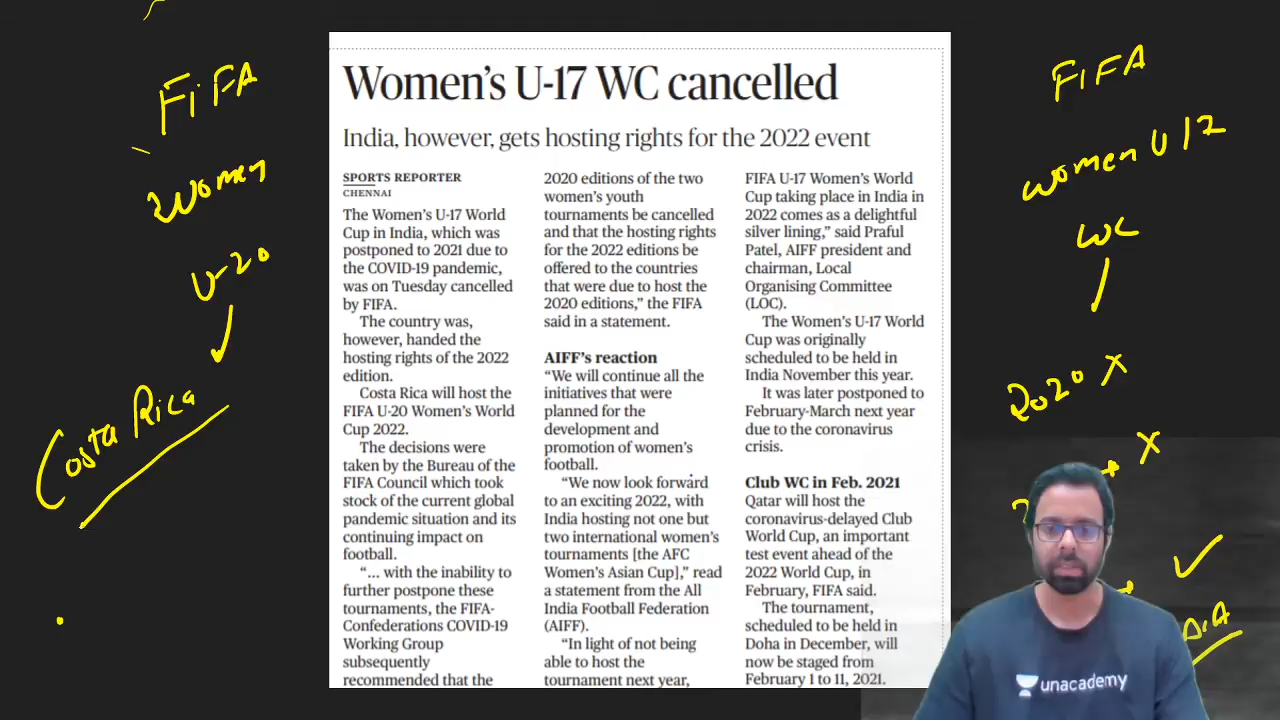 FiFA
Women
U-20
Costa Rica
Women's U-17 WC cancelled
India, however, gets hosting rights for the 2022 event
SPORTS REPORTER
CHENNAI
The Women's U-17 World
Cup in India, which was
postponed to 2021 due to
the COVID-19 pandemic,
was on Tuesday cancelled
by FIFA.
The country was,
however, handed the
hosting rights of the 2022
edition.
Costa Rica will host the
FIFA U-20 Women's World
Cup 2022.
The decisions were
taken by the Bureau of the
FIFA Council which took
stock of the current global
pandemic situation and its
continuing impact on
football.
"... with the inability to
further postpone these
tournaments, the FIFA-
Confederations COVID-19
Working Group
subsequently
recommended that the
2020 editions of the two
women's youth
tournaments be cancelled
and that the hosting rights
for the 2022 editions be
offered to the countries
that were due to host the
2020 editions," the FIFA
said in a statement.
AIFF's reaction
"We will continue all the
initiatives that were
planned for the
development and
promotion of women's
football.
"We now look forward
to an exciting 2022, with
India hosting not one but
two international women's
tournaments [the AFC
Women's Asian Cup]," read
a statement from the All
India Football Federation
(AIFF).
"In light of not being
able to host the
tournament next year,
FIFA U-17 Women's World
Cup taking place in India in
2022 comes as a delightful
silver lining," said Praful
Patel, AIFF president and
chairman, Local
Organising Committee
(LOC).
The Women's U-17 World
Cup was originally
scheduled to be held in
India November this year.
It was later postponed to
February-March next year
due to the coronavirus
crisis.
Club WC in Feb. 2021
Qatar will host the
coronavirus-delayed Club
World Cup, an important
test event ahead of the
2022 World Cup, in
February, FIFA said.
The tournament,
scheduled to be held in
Doha in December, will
now be staged from
February 1 to 11, 2021.
FIFA
women U 17
WC
2020 X
X
unacademy